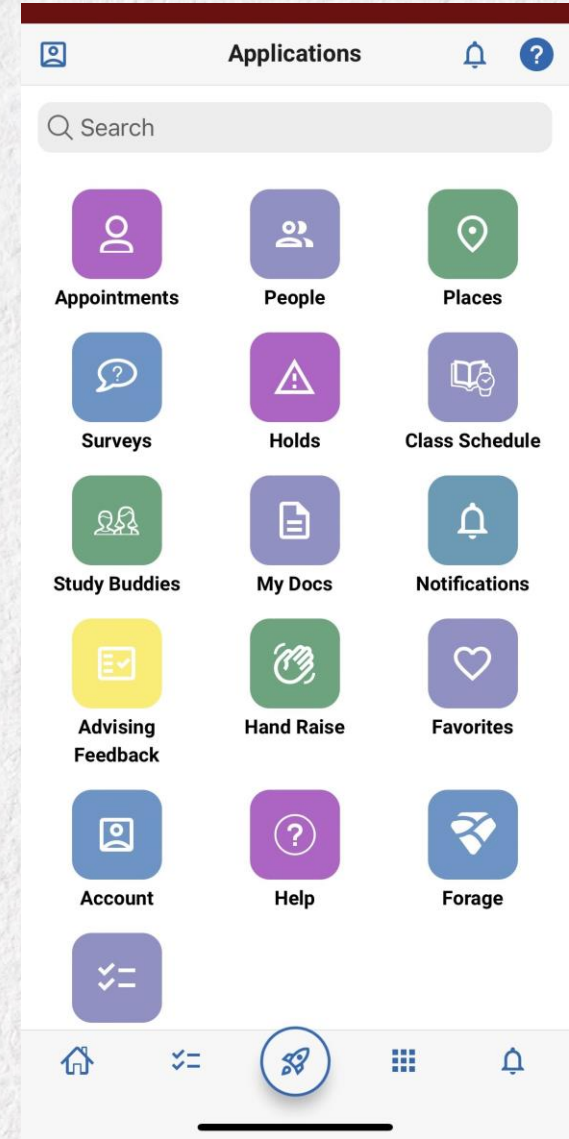 Applications
?
Search
Appointments
People
Places
?
Surveys
Holds
Class Schedule
Study Buddies
My Docs
Notifications
Advising
Feedback
Hand Raise
Favorites
?
Account
Help
Forage